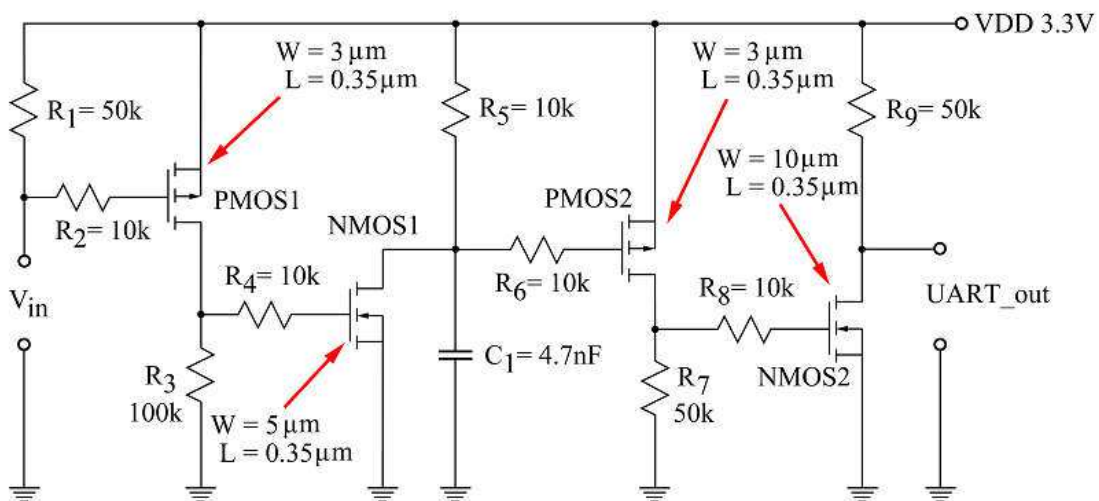 VDD 3.3V
W = 3 µm
L = 0.35µm
W = 3 µm
L = 0.35µm
R1= 50k
R5= 10k
R9= 50k
W = 10µm
L = 0.35µm
PMOS1
PMOS2
R2= 10k
NMOS1
R6= 10k
R4= 10k
R8= 10k
Vin
UART_out
C1= 4.7nF
R3
100k
R7
50k
NMOS2
W = 5 µm
L = 0.35µm